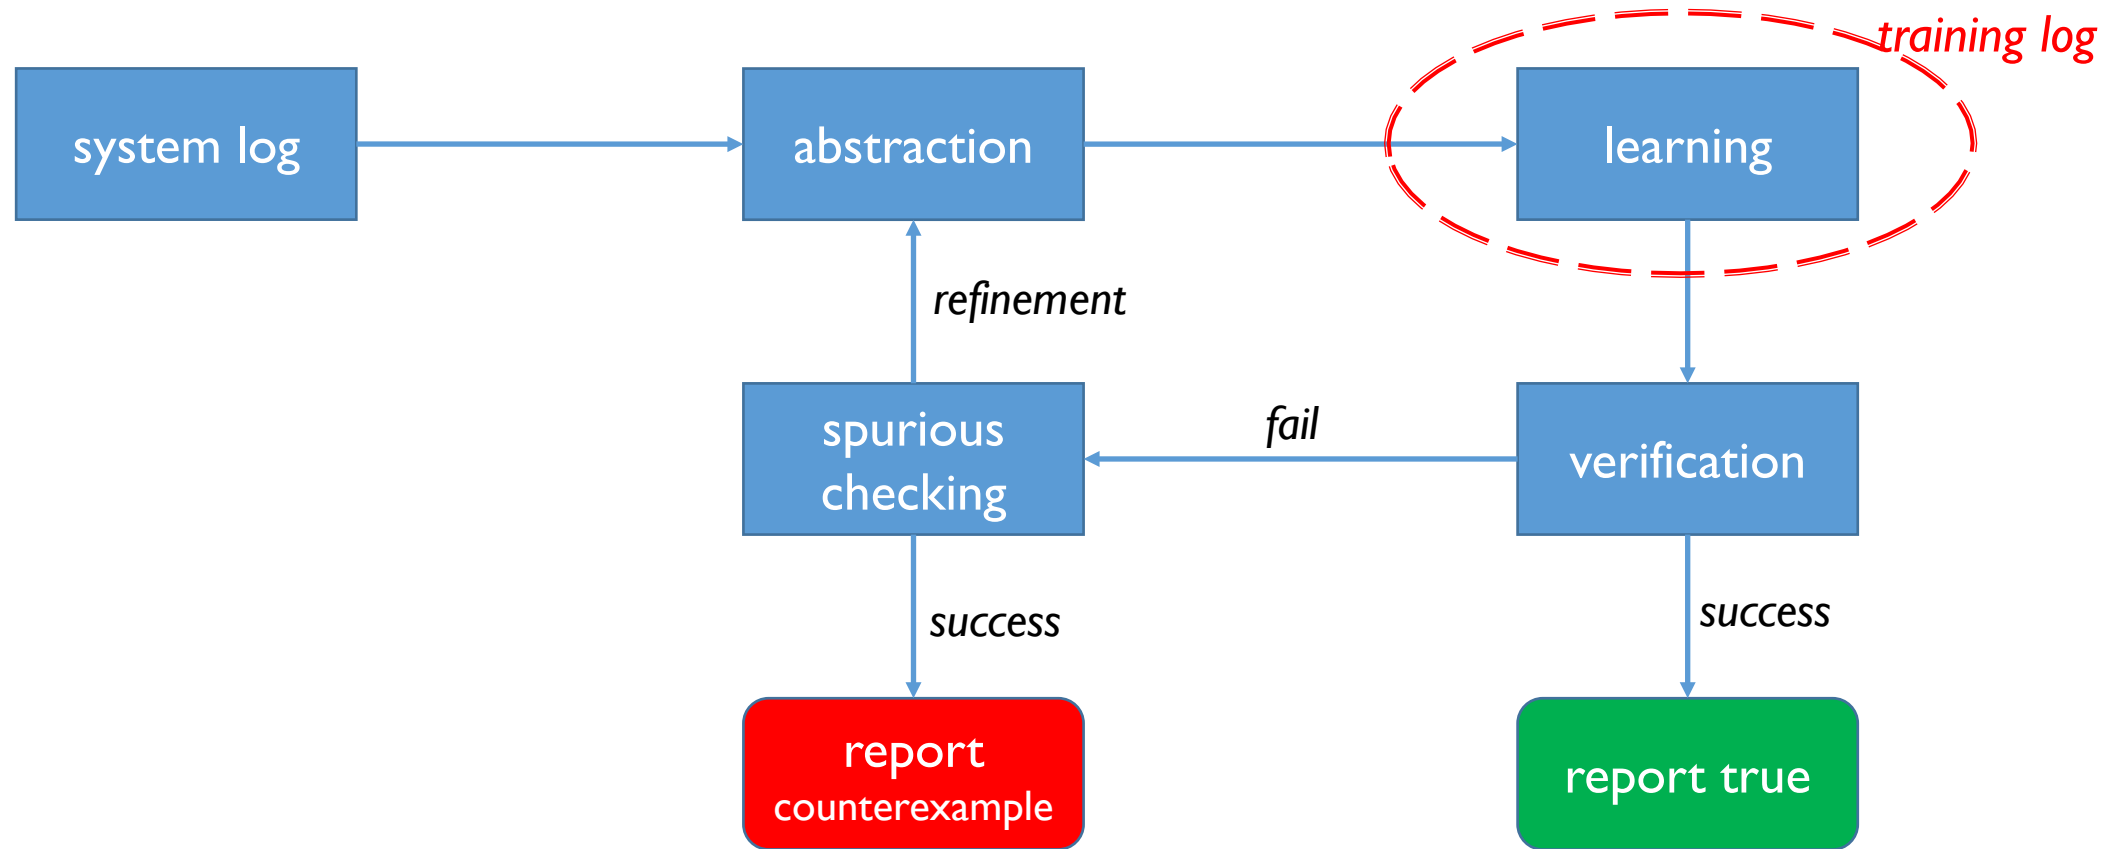 training log
system log
abstraction
learning
refinement
spurious
checking
fail
verification
success
success
report
counterexample
report true